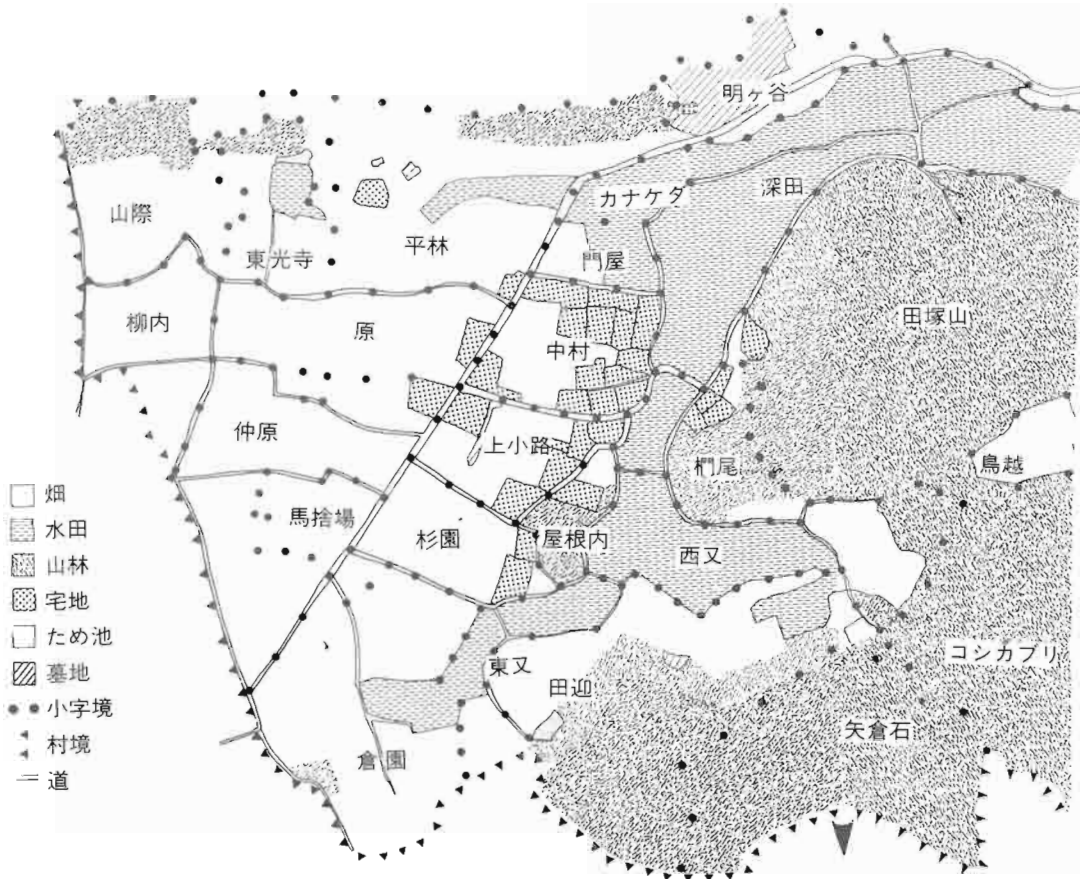 明ヶ谷
カナケダ
深田
山際
東光寺
平林
門屋
柳内
原
中村
田塚山
仲原
上小路
椚尾
鳥越
馬捨場
杉園
屋根内
西又
東又
田迎
コシカブリ
矢倉石
倉園
畑
水田
山林
宅地
ため池
墓地
小字境
村境
道